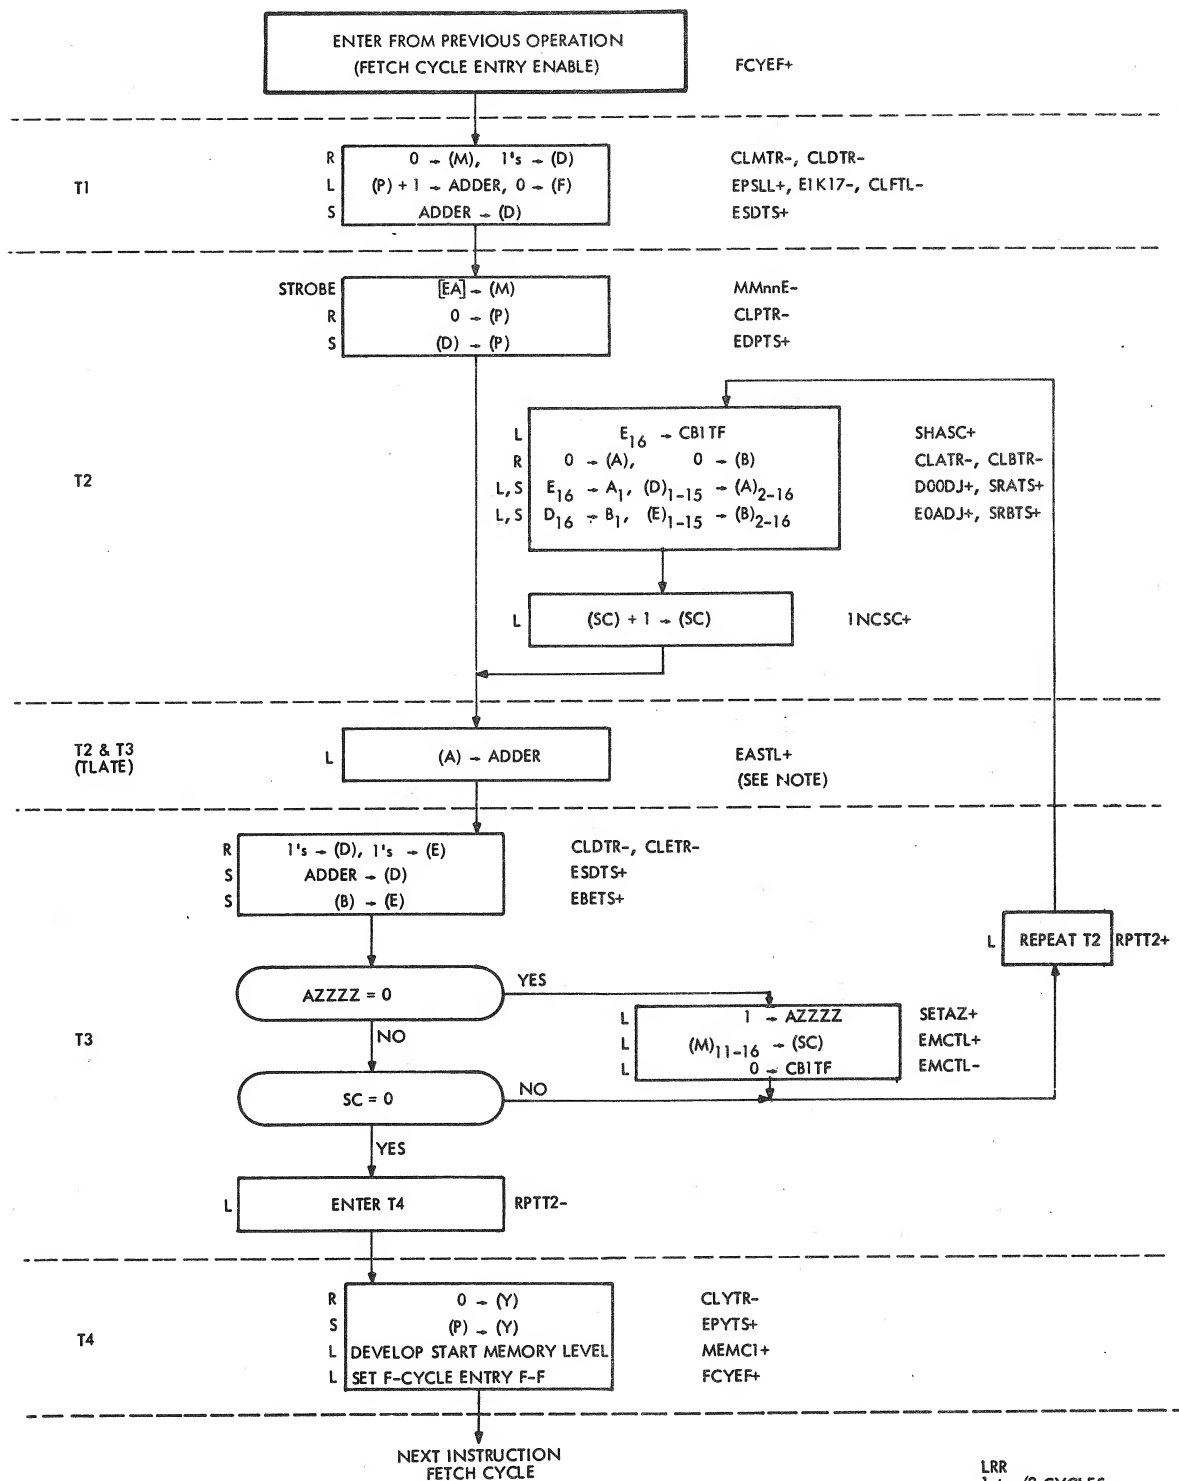 ENTER FROM PREVIOUS OPERATION
(FETCH CYCLE ENTRY ENABLE)
FCYEF+
T1
R 0 → (M), 1's → (D) CLMTR-, CLDTR-
L (P) + 1 → ADDER, 0 → (F) EPSLL+, E1K17-, CLFTL-
S ADDER → (D) ESDTS+
STROBE [EA] → (M) MMnnE-
R 0 → (P) CLPTR-
S (D) → (P) EDPTS+
T2
L E16 → CB1TF SHASC+
R 0 → (A), 0 → (B) CLATR-, CLBTR-
L,S E16 → A1, (D)1-15 → (A)2-16 D00DJ+, SRATS+
L,S D16 → B1, (E)1-15 → (B)2-16 E0ADJ+, SRBTS+
L (SC) + 1 → (SC) 1NCSC+
T2 & T3
(TLATE)
L (A) → ADDER EASTL+
(SEE NOTE)
R 1's → (D), 1's → (E) CLDTR-, CLETR-
S ADDER → (D) ESDTS+
S (B) → (E) EBETS+
L REPEAT T2 RPTT2+
AZZZZ = 0
YES
NO
T3
L 1 → AZZZZ SETAZ+
L (M)11-16 → (SC) EMCTL+
L 0 → CB1TF EMCTL-
SC = 0
NO
YES
L ENTER T4 RPTT2-
T4
R 0 → (Y) CLYTR-
S (P) → (Y) EPYTS+
L DEVELOP START MEMORY LEVEL MEMC1+
L SET F-CYCLE ENTRY F-F FCYEF+
NEXT INSTRUCTION
FETCH CYCLE
LRR
CYCLES